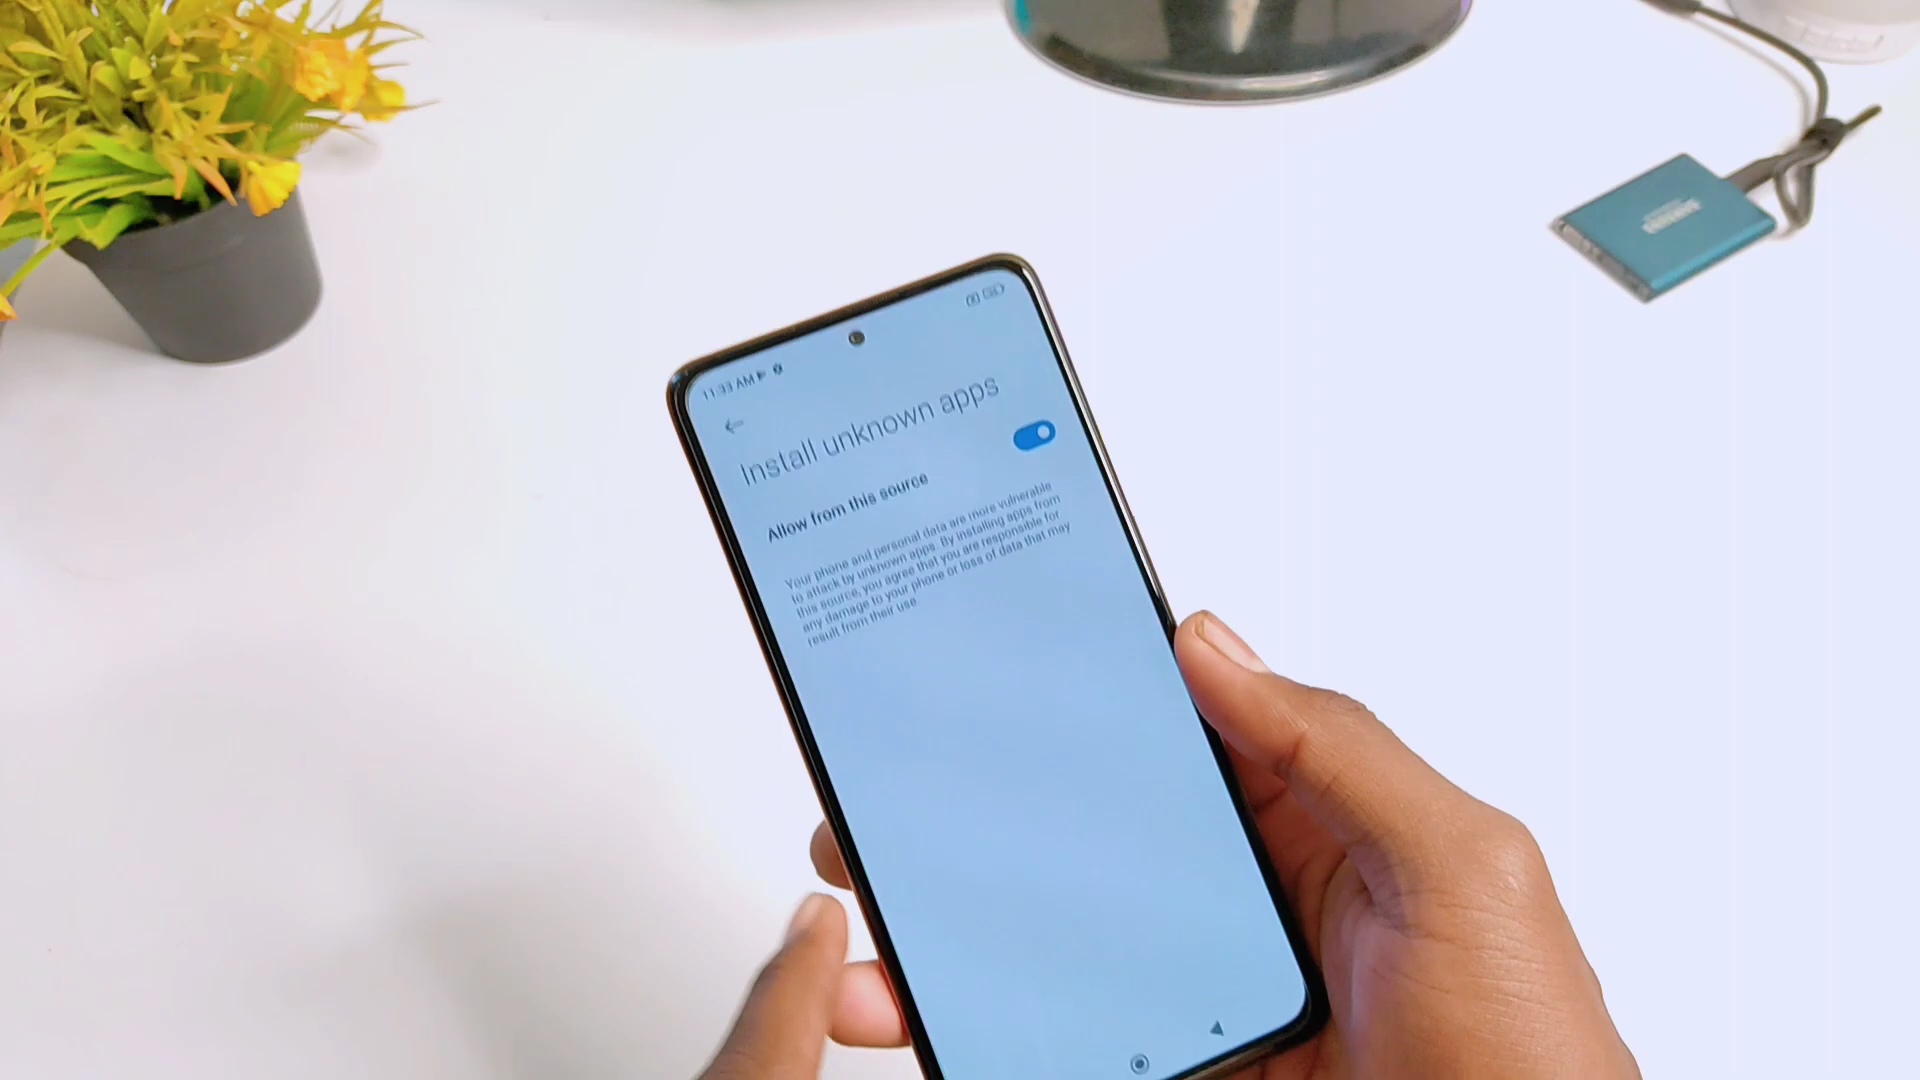 11:33 AM
Install unknown apps
Allow from this source
Your phone and personal data are more vulnerable
to attack by unknown apps. By installing apps from
this source, you agree that you are responsible for
any damage to your phone or loss of data that may
result from their use.